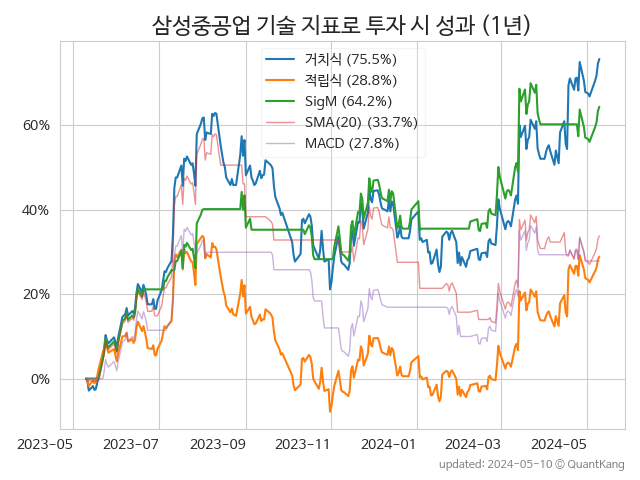 삼성중공업 기술 지표로 투자 시 성과 (1년)
거치식 (75.5%)
적립식 (28.8%)
SigM (64.2%)
SMA(20) (33.7%)
MACD (27.8%)
60%
40%
20%
0%
2023-05 2023-07 2023-09 2023-11 2024-01 2024-03 2024-05
updated: 2024-05-10 © QuantKang